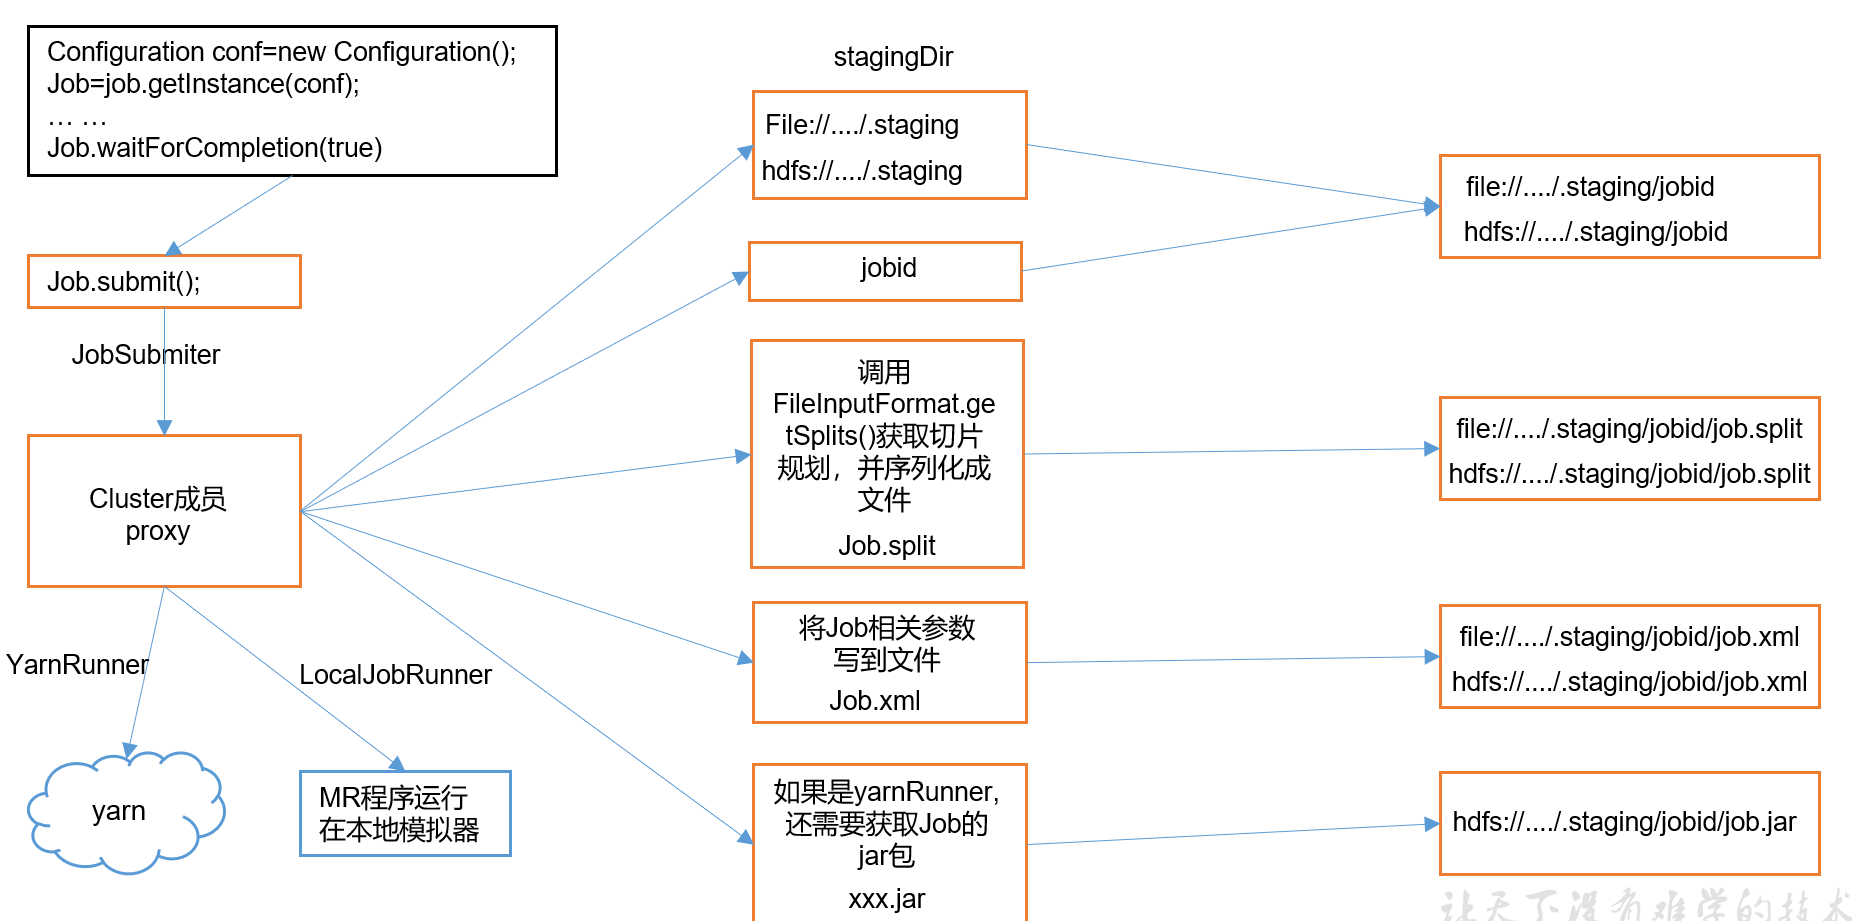 Configuration conf=new Configuration();
Job=job.getInstance(conf);
... ...
Job.waitForCompletion(true)
Job.submit();
JobSubmiter
Cluster成员
proxy
YarnRunner
LocalJobRunner
yarn
MR程序运行
在本地模拟器
stagingDir
File://..../.staging
hdfs://..../.staging
jobid
调用
FileInputFormat.ge
tSplits()获取切片
规划，并序列化成
文件
Job.split
将Job相关参数
写到文件
Job.xml
如果是yarnRunner,
还需要获取Job的
jar包
xxx.jar
file://..../.staging/jobid
hdfs://..../.staging/jobid
file://..../.staging/jobid/job.split
hdfs://..../.staging/jobid/job.split
file://..../.staging/jobid/job.xml
hdfs://..../.staging/jobid/job.xml
hdfs://..../.staging/jobid/job.jar
让天下没有难学的技术